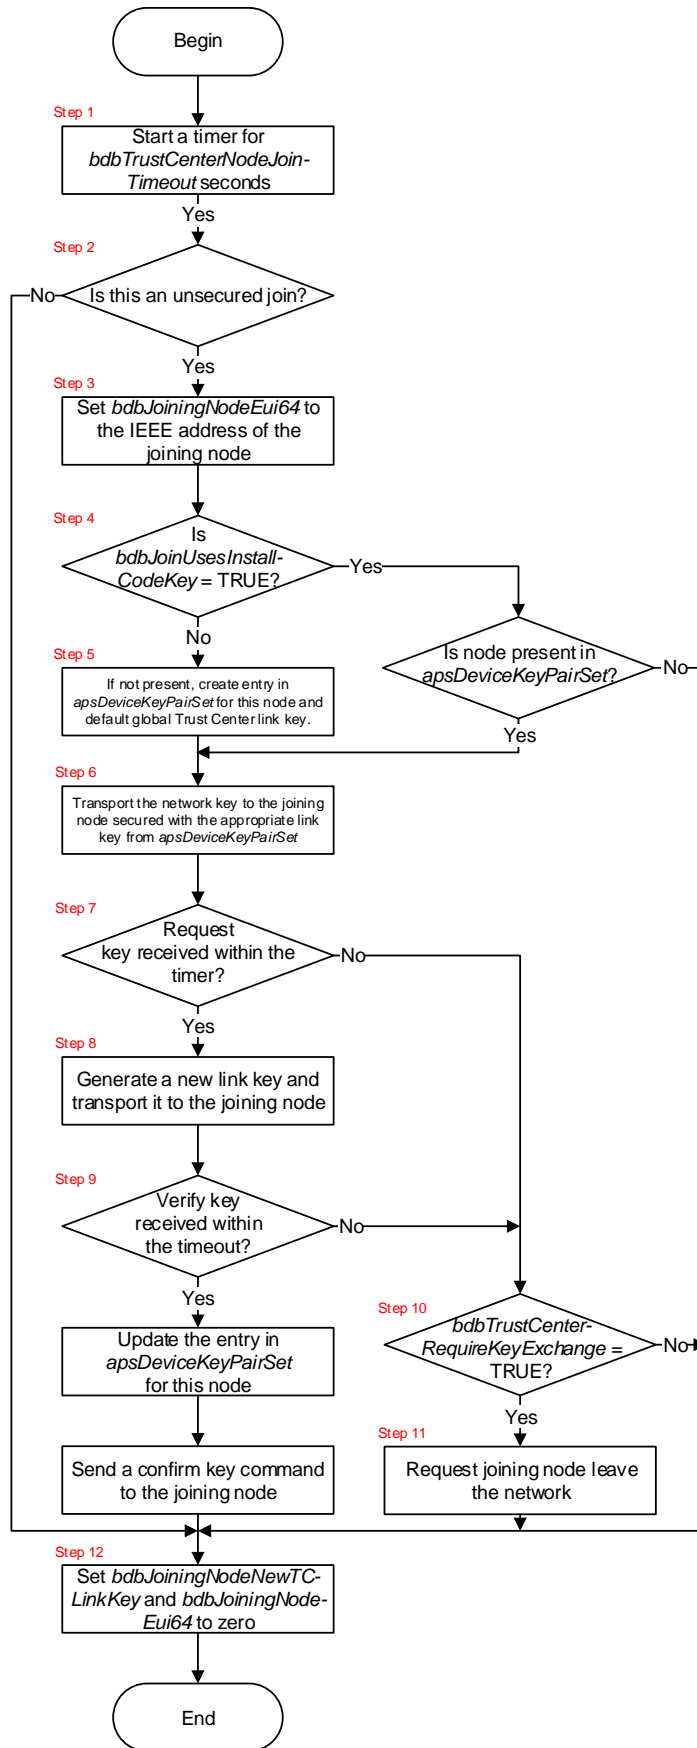 Begin
Step 1
Start a timer for
bdbTrustCenterNodeJoin-
Timeout seconds
Yes
Step 2
Is this an unsecured join?
No
Yes
Step 3
Set bdbJoiningNodeEui64 to
the IEEE address of the
joining node
Step 4
Is
bdbJoinUsesInstall-
CodeKey = TRUE?
Yes
No
Is node present in
apsDeviceKeyPairSet?
No
Yes
Step 5
If not present, create entry in
apsDeviceKeyPairSet for this node and
default global Trust Center link key.
Step 6
Transport the network key to the joining
node secured with the appropriate link
key from apsDeviceKeyPairSet
Step 7
Request
key received within the
timer?
No
Yes
Step 8
Generate a new link key and
transport it to the joining node
Step 9
Verify key
received within
the timeout?
No
Yes
Update the entry in
apsDeviceKeyPairSet
for this node
Step 10
bdbTrustCenter-
RequireKeyExchange =
TRUE?
No
Yes
Send a confirm key command
to the joining node
Step 11
Request joining node leave
the network
Step 12
Set bdbJoiningNodeNewTC-
LinkKey and bdbJoiningNode-
Eui64 to zero
End